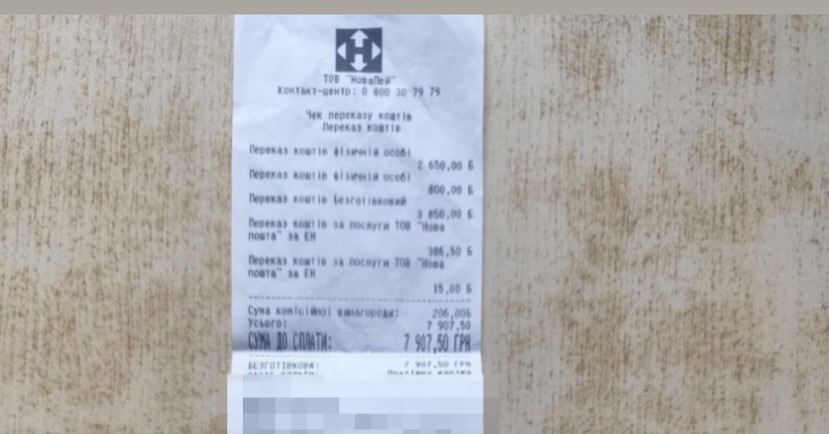 ТОВ "НоваПей"
Контакт-центр: 0 800 30 79 79
Чек переказу коштів
Переказ коштів
Переказ коштів фізичній особі
2 650,00 Б
Переказ коштів фізичній особі
800,00 Б
Переказ коштів Безготівковий
3 850,00 Б
Переказ коштів за послуги ТОВ "Нова
пошта" за ЕН
386,50 Б
Переказ коштів за послуги ТОВ "Нова
пошта" за ЕН
15,00 Б
Сума комісійної винагороди: 206,00Б
Усього: 7 907,50
СУМА ДО СПЛАТИ: 7 907,50 ГРН
БЕЗГОТІВКОВА: 7 907,50 ГРН
Платіжна картка